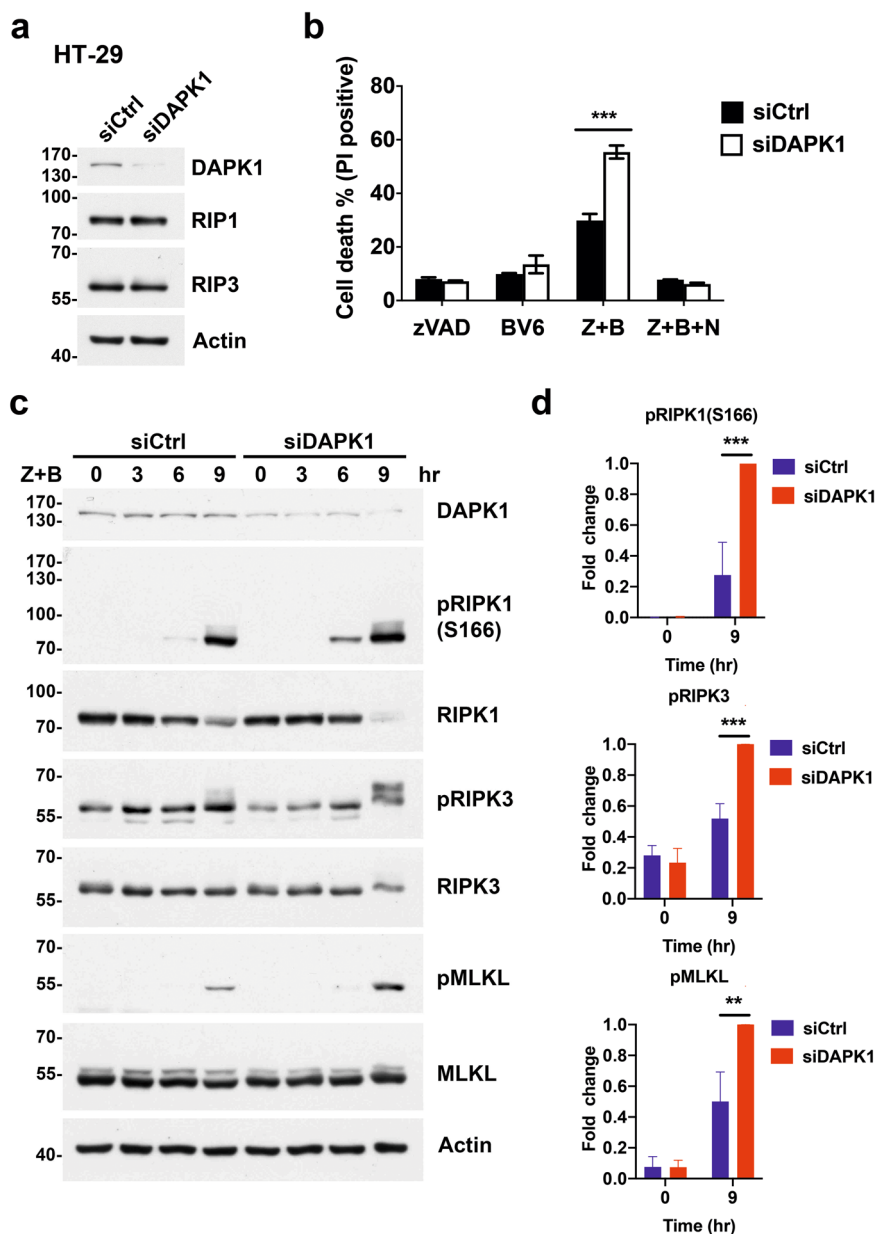 a
HT-29
siCtrl siDAPK1
170-
130-
DAPK1
100-
70-
RIP1
70-
55-
RIP3
40-
Actin
b
Cell death % (PI positive)
80
60
40
20
0
***
zVAD BV6 Z+B Z+B+N
siCtrl
siDAPK1
c
siCtrl siDAPK1
Z+B 0 3 6 9 0 3 6 9 hr
170-
130-
DAPK1
170-
130-
100-
70-
pRIPK1
(S166)
100-
70-
RIPK1
70-
55-
pRIPK3
70-
55-
RIPK3
70-
55-
pMLKL
70-
55-
MLKL
40-
Actin
d
pRIPK1(S166)
***
Fold change
1.0
0.8
0.6
0.4
0.2
0.0
0 9
Time (hr)
siCtrl
siDAPK1
pRIPK3
***
Fold change
1.0
0.8
0.6
0.4
0.2
0.0
0 9
Time (hr)
siCtrl
siDAPK1
pMLKL
**
Fold change
1.0
0.8
0.6
0.4
0.2
0.0
0 9
Time (hr)
siCtrl
siDAPK1